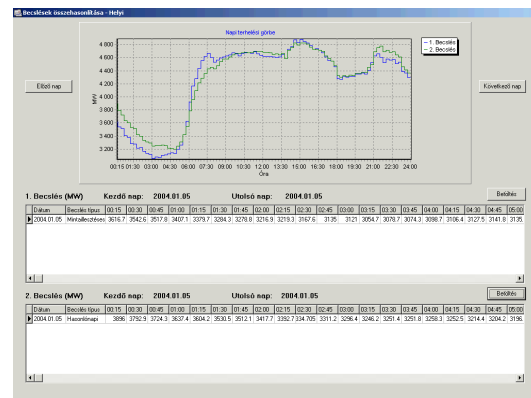 Becslések összehasonlítása - Helyi
Napi terhelési görbe
1. Becslés
2. Becslés
4 800
4 600
4 400
4 200
4 000
3 800
3 600
3 400
3 200
MW
Előző nap
Következő nap
00:15 01:30 03:00 04:30 06:00 07:30 09:00 10:30 12:00 13:30 15:00 16:30 18:00 19:30 21:00 22:30 24:00
Óra
1. Becslés (MW) Kezdő nap: 2004.01.05 Utolsó nap: 2004.01.05 Betöltés
Dátum Becslés típus 00:15 00:30 00:45 01:00 01:15 01:30 01:45 02:00 02:15 02:30 02:45 03:00 03:15 03:30 03:45 04:00 04:15 04:30 04:45 05:00
2004.01.05 Mintaillesztéses 3616.7 3542.6 3517.8 3407.1 3379.7 3284.3 3278.8 3216.9 3219.3 3167.6 3135 3121 3054.7 3078.7 3074.3 3098.7 3106.4 3127.5 3141.8 3135.
2. Becslés (MW) Kezdő nap: 2004.01.05 Utolsó nap: 2004.01.05 Betöltés
Dátum Becslés típus 00:15 00:30 00:45 01:00 01:15 01:30 01:45 02:00 02:15 02:30 02:45 03:00 03:15 03:30 03:45 04:00 04:15 04:30 04:45 05:00
2004.01.05 Hasonlónapi 3896 3792.9 3724.3 3637.4 3604.2 3530.5 3512.1 3417.7 3392.7 334.705 3311.2 3296.4 3246.2 3251.4 3251.8 3258.3 3252.5 3214.4 3204.2 3196.